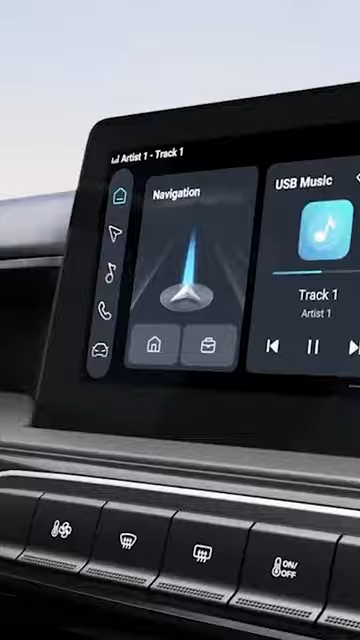 Artist 1 - Track 1
Navigation
USB Music
Track 1
Artist 1
ON/
OFF